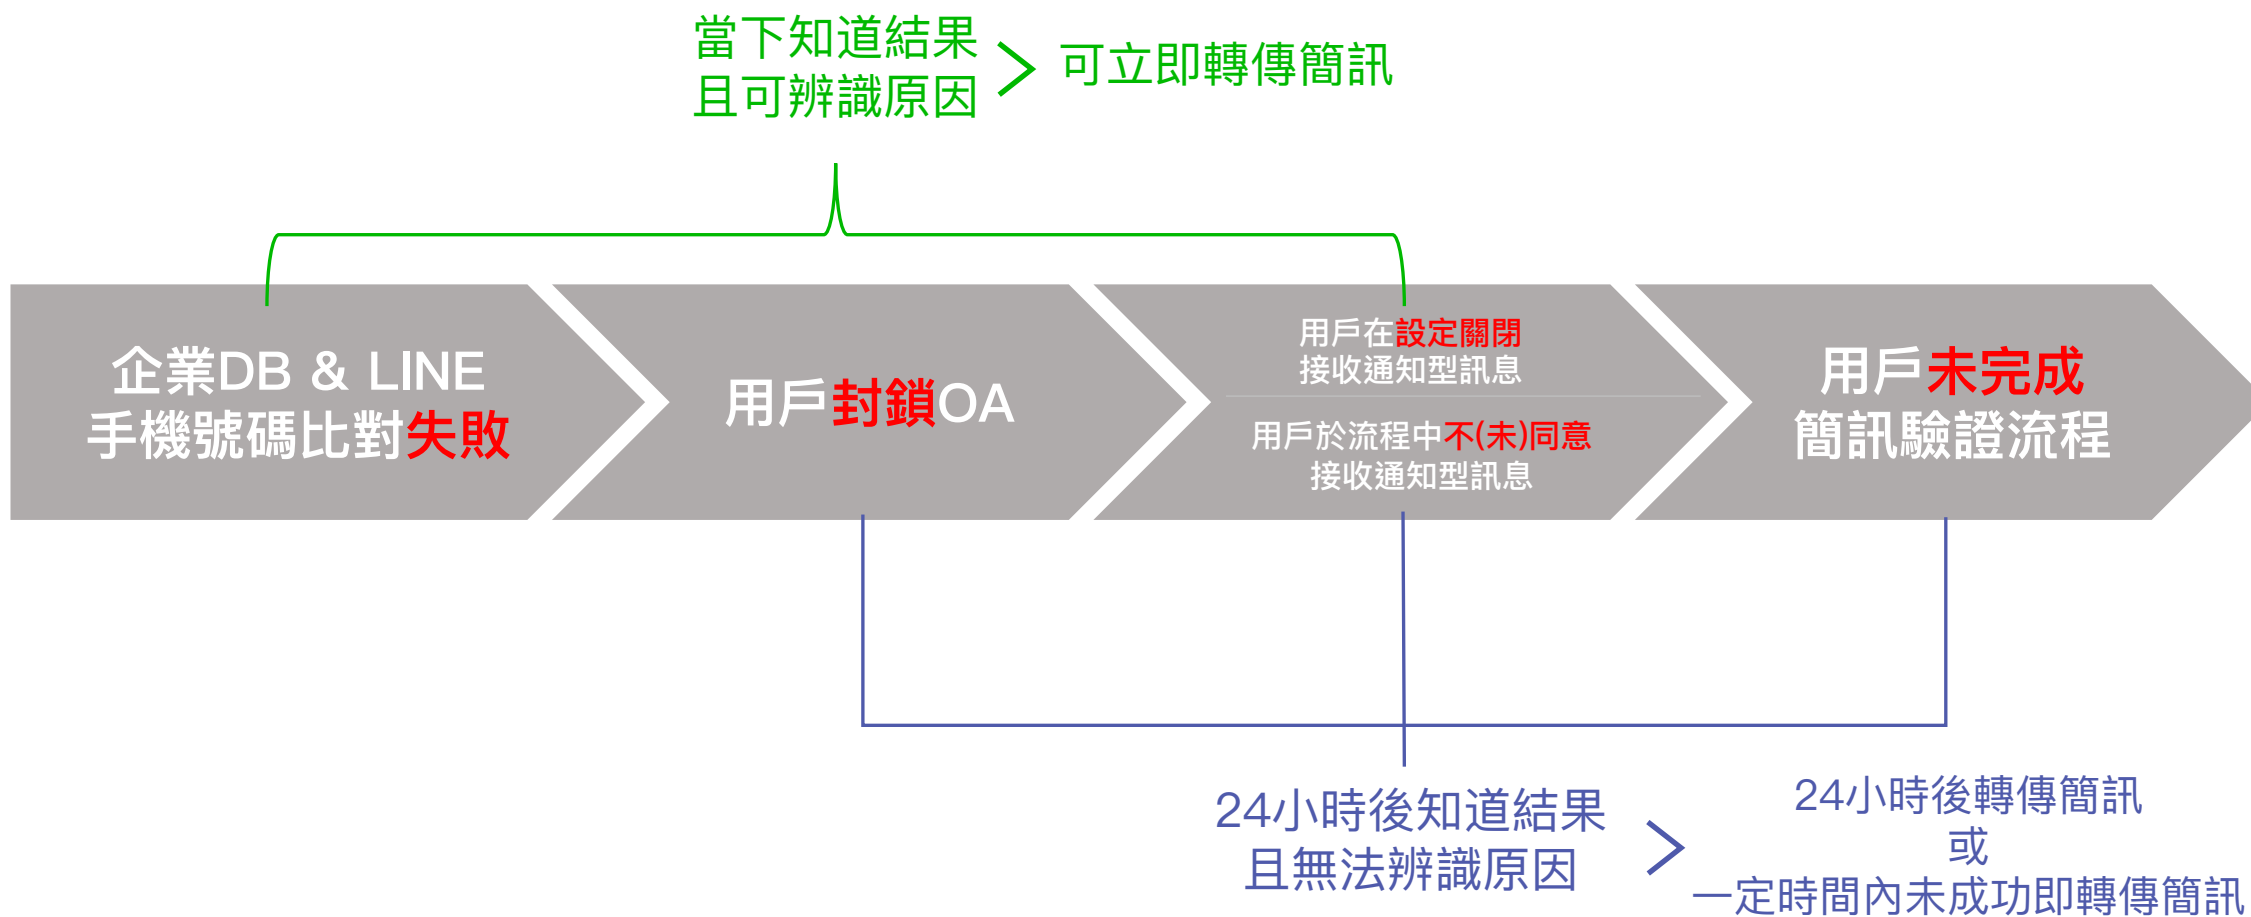 當下知道結果
且可辨識原因
可立即轉傳簡訊
企業DB & LINE
手機號碼比對失敗
用戶封鎖OA
用戶在設定關閉
接收通知型訊息
用戶於流程中不(未)同意
接收通知型訊息
用戶未完成
簡訊驗證流程
24小時後知道結果
且無法辨識原因
24小時後轉傳簡訊
或
一定時間內未成功即轉傳簡訊